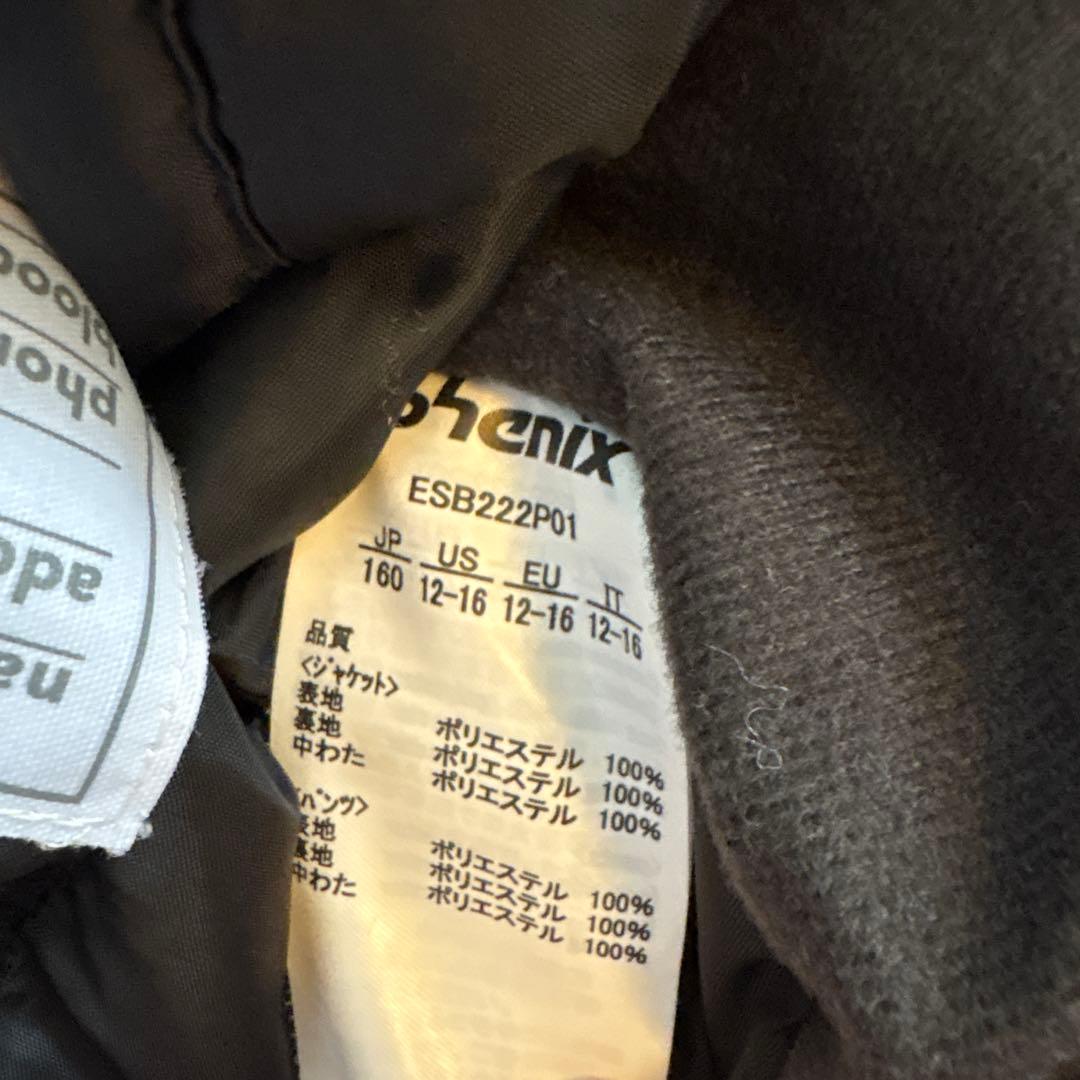 phenix
ESB222P01
JP US EU IT
160 12-16 12-16 12-16
品質
<ジャケット>
表地 ポリエステル 100%
裏地 ポリエステル 100%
中わた ポリエステル 100%
<パンツ>
表地 ポリエステル 100%
裏地 ポリエステル 100%
中わた ポリエステル 100%
na
add
phon
blood